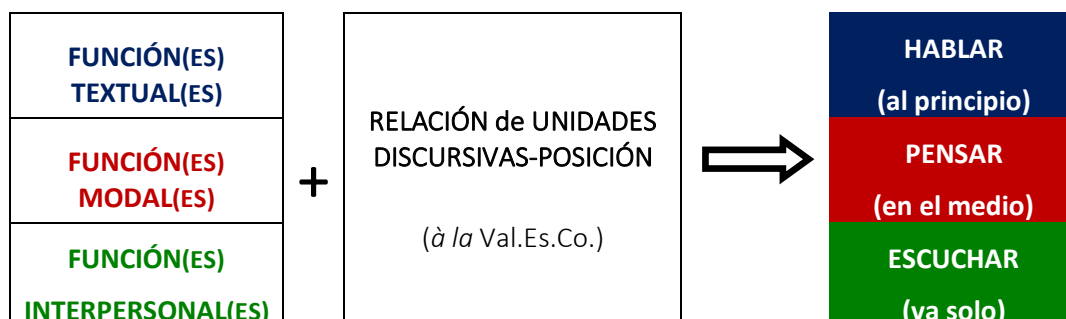 FUNCIÓN(ES)
TEXTUAL(ES)
FUNCIÓN(ES)
MODAL(ES)
FUNCIÓN(ES)
INTERPERSONAL(ES)
+
RELACIÓN de UNIDADES
DISCURSIVAS-POSICIÓN
(à la Val.Es.Co.)
HABLAR
(al principio)
PENSAR
(en el medio)
ESCUCHAR
(va solo)